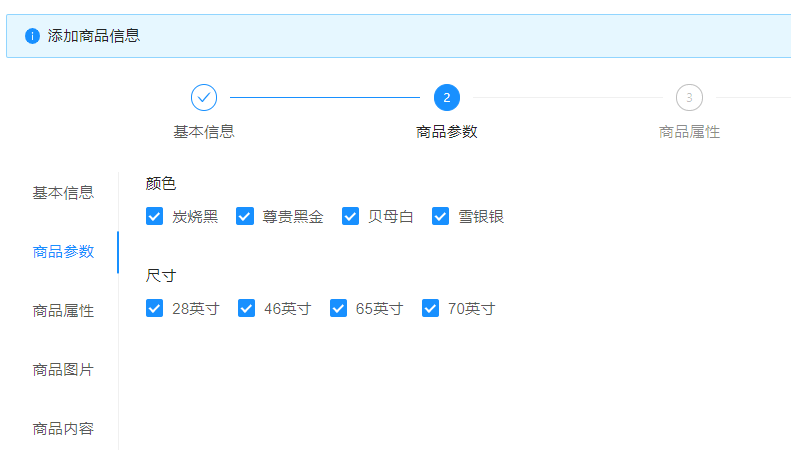 添加商品信息
2
3
基本信息
商品参数
商品属性
基本信息
商品参数
商品属性
商品图片
商品内容
颜色
炭烧黑 尊贵黑金 贝母白 雪银银
尺寸
28英寸 46英寸 65英寸 70英寸